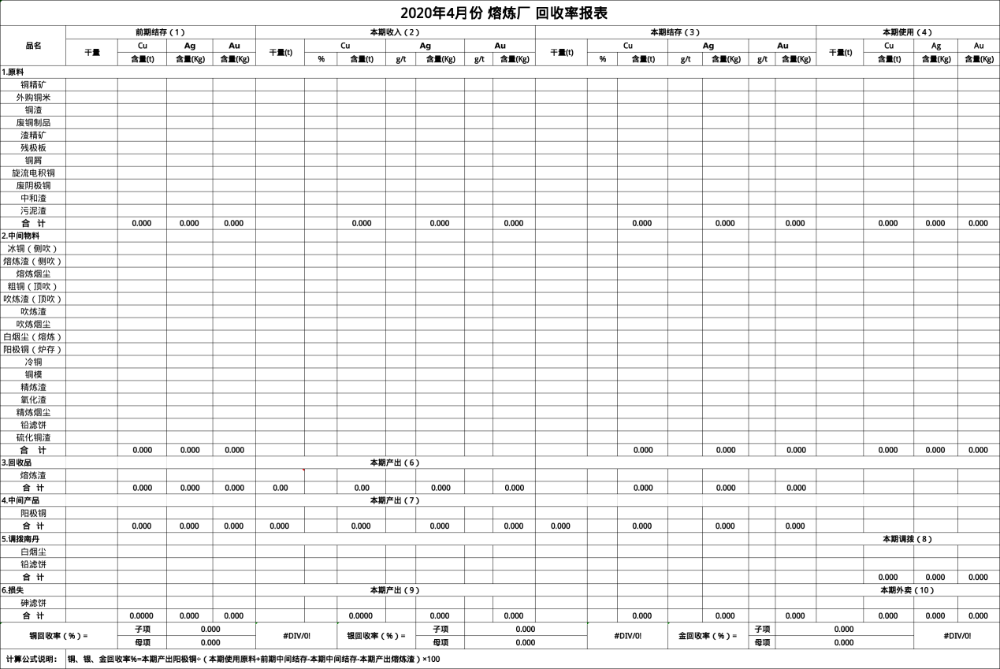 2020年4月份 熔炼厂 回收率报表
品名 前期结存（1） 本期收入（2） 本期结存（3） 本期使用（4）
干量 Cu Ag Au 干量(t) Cu Ag Au 干量(t) Cu Ag Au 干量(t) Cu Ag Au
含量(t) 含量(Kg) 含量(Kg) % 含量(t) g/t 含量(Kg) g/t 含量(Kg) % 含量(t) g/t 含量(Kg) g/t 含量(Kg) 含量(t) 含量(Kg) 含量(Kg)
1.原料
铜精矿
外购铜米
铜渣
废铜制品
渣精矿
残极板
铜屑
旋流电积铜
废阴极铜
中和渣
污泥渣
合 计 0.000 0.000 0.000 0.000 0.000 0.000 0.000 0.000 0.000 0.000 0.000 0.000
2.中间物料
冰铜（侧吹）
熔炼渣（侧吹）
熔炼烟尘
粗铜（顶吹）
吹炼渣（顶吹）
吹炼渣
吹炼烟尘
白烟尘（熔炼）
阳极铜（炉存）
冷铜
铜模
精炼渣
氧化渣
精炼烟尘
铅滤饼
硫化铜渣
合 计 0.000 0.000 0.000 0.000 0.000 0.000 0.000 0.000 0.000
3.回收品 本期产出（6）
熔炼渣
合 计 0.000 0.000 0.000 0.00 0.00 0.000 0.000 0.000 0.000 0.000
4.中间产品 本期产出（7）
阳极铜
合 计 0.000 0.000 0.000 0.000 0.000 0.000 0.000 0.000 0.000 0.000 0.000
5.调拨南丹 本期调拨（8）
白烟尘
铅滤饼
合 计 0.000 0.000 0.000
6.损失 本期产出（9） 本期外卖（10）
砷滤饼
合 计 0.0000 0.000 0.000 0.0000 0.000 0.000 0.000 0.000 0.000 0.000 0.000 0.000
铜回收率（%）= 子项 0.000 #DIV/0! 银回收率（%）= 子项 0.000 #DIV/0! 金回收率（%）= 子项 0.000 #DIV/0!
母项 0.000 母项 0.000 母项 0.000
计算公式说明： 铜、银、金回收率%=本期产出阳极铜÷（本期使用原料+前期中间结存-本期中间结存-本期产出熔炼渣）×100